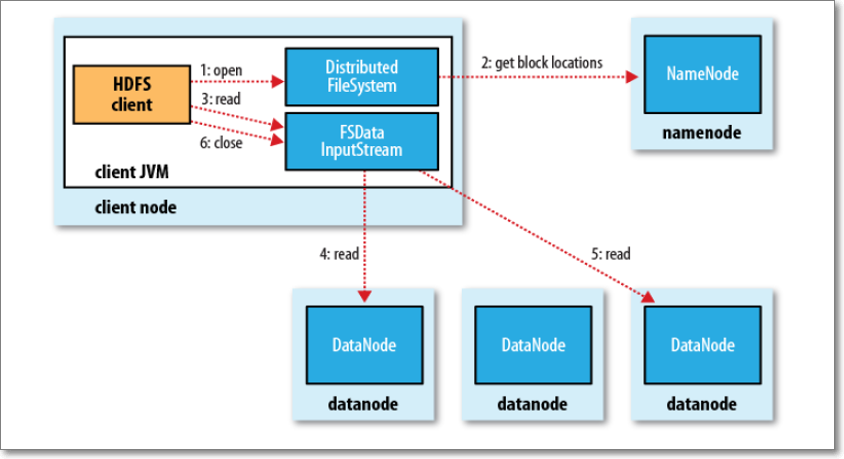 1: open
Distributed
FileSystem
2: get block locations
NameNode
namenode
HDFS
client
3: read
6: close
FSData
InputStream
client JVM
client node
4: read
5: read
DataNode
datanode
DataNode
datanode
DataNode
datanode